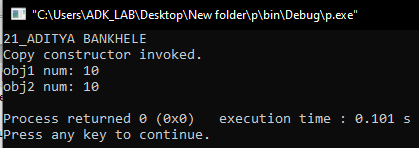 "C:\Users\ADK_LAB\Desktop\New folder\p\bin\Debug\p.exe"
21_ADITYA BANKHELE
Copy constructor invoked.
obj1 num: 10
obj2 num: 10
Process returned 0 (0x0)   execution time : 0.101 s
Press any key to continue.